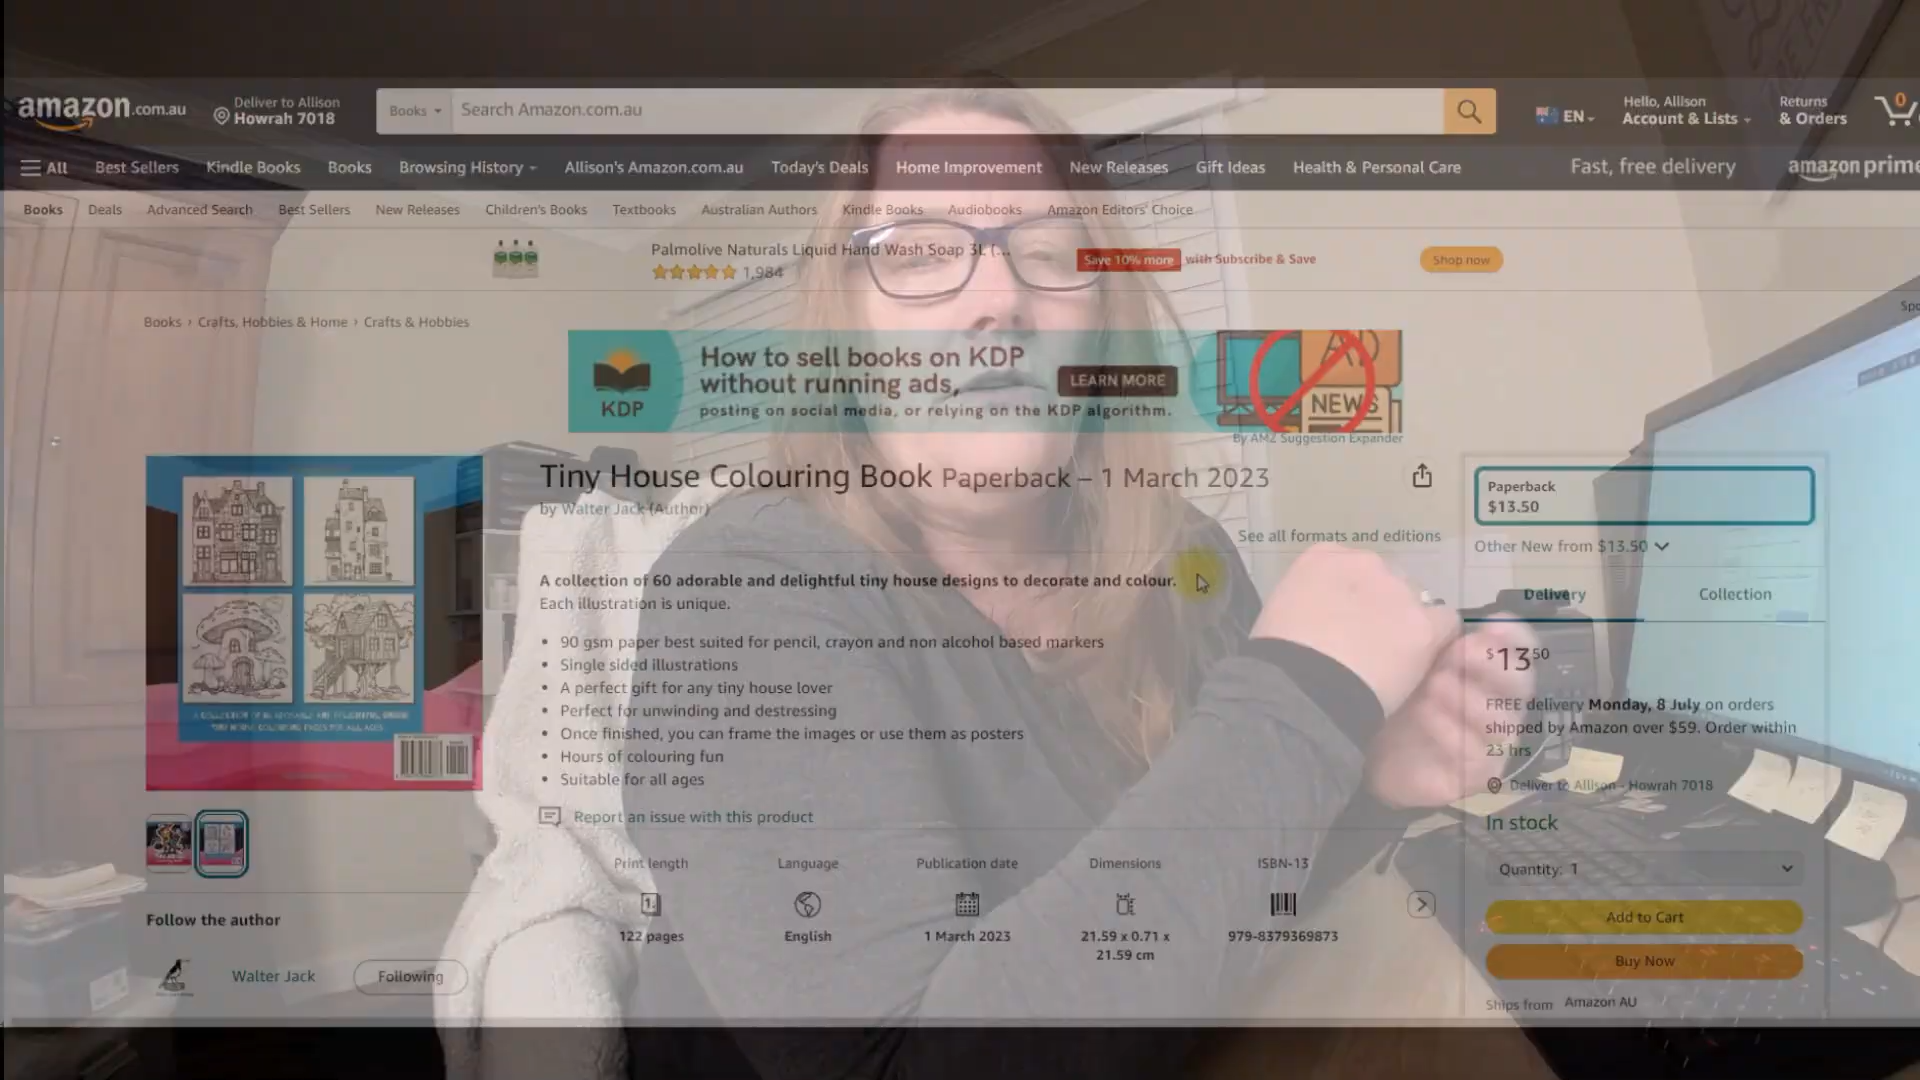 amazon.com.au
Deliver to Allison
Howrah 7018
Books
Search Amazon.com.au
EN
Hello, Allison
Account & Lists
Returns
& Orders
0
All
Best Sellers
Kindle Books
Books
Browsing History
Allison's Amazon.com.au
Today's Deals
Home Improvement
New Releases
Gift Ideas
Health & Personal Care
Fast, free delivery
amazon prime
Books
Deals
Advanced Search
Best Sellers
New Releases
Children's Books
Textbooks
Australian Authors
Kindle Books
Audiobooks
Amazon Editors' Choice
Palmolive Naturals Liquid Hand Wash Soap 3L (...
1,984
Save 10% more with Subscribe & Save
Shop now
Books › Crafts, Hobbies & Home › Crafts & Hobbies
KDP
How to sell books on KDP
without running ads,
posting on social media, or relying on the KDP algorithm.
LEARN MORE
AD
NEWS
By AMZ Suggestion Expander
Tiny House Colouring Book Paperback – 1 March 2023
by Walter Jack (Author)
See all formats and editions
A collection of 60 adorable and delightful tiny house designs to decorate and colour.
Each illustration is unique.
• 90 gsm paper best suited for pencil, crayon and non alcohol based markers
• Single sided illustrations
• A perfect gift for any tiny house lover
• Perfect for unwinding and destressing
• Once finished, you can frame the images or use them as posters
• Hours of colouring fun
• Suitable for all ages
Report an issue with this product
Print length
122 pages
Language
English
Publication date
1 March 2023
Dimensions
21.59 x 0.71 x
21.59 cm
ISBN-13
979-8379369873
Follow the author
Walter Jack
Following
Paperback
$13.50
Other New from $13.50
Delivery
Collection
$13.50
FREE delivery Monday, 8 July on orders
shipped by Amazon over $59. Order within
23 hrs
Deliver to Allison - Howrah 7018
In stock
Quantity: 1
Add to Cart
Buy Now
Ships from Amazon AU